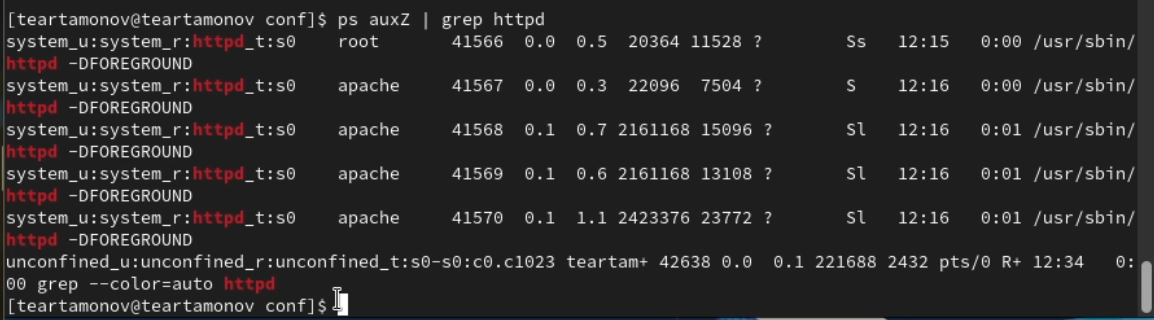 [teartamonov@teartamonov conf]$ ps auxZ | grep httpd
system_u:system_r:httpd_t:s0    root       41566  0.0  0.5  20364 11528 ?        Ss   12:15   0:00 /usr/sbin/
httpd -DFOREGROUND
system_u:system_r:httpd_t:s0    apache     41567  0.0  0.3  22096  7504 ?        S    12:16   0:00 /usr/sbin/
httpd -DFOREGROUND
system_u:system_r:httpd_t:s0    apache     41568  0.1  0.7 2161168 15096 ?       Sl   12:16   0:01 /usr/sbin/
httpd -DFOREGROUND
system_u:system_r:httpd_t:s0    apache     41569  0.1  0.6 2161168 13108 ?       Sl   12:16   0:01 /usr/sbin/
httpd -DFOREGROUND
system_u:system_r:httpd_t:s0    apache     41570  0.1  1.1 2423376 23772 ?       Sl   12:16   0:01 /usr/sbin/
httpd -DFOREGROUND
unconfined_u:unconfined_r:unconfined_t:s0-s0:c0.c1023 teartam+ 42638 0.0  0.1 221688 2432 pts/0 R+ 12:34   0:
00 grep --color=auto httpd
[teartamonov@teartamonov conf]$